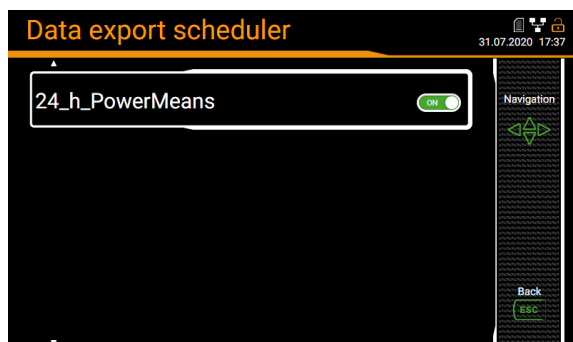 Data export scheduler
31.07.2020 17:37
24_h_PowerMeans
ON
Navigation
Back
ESC